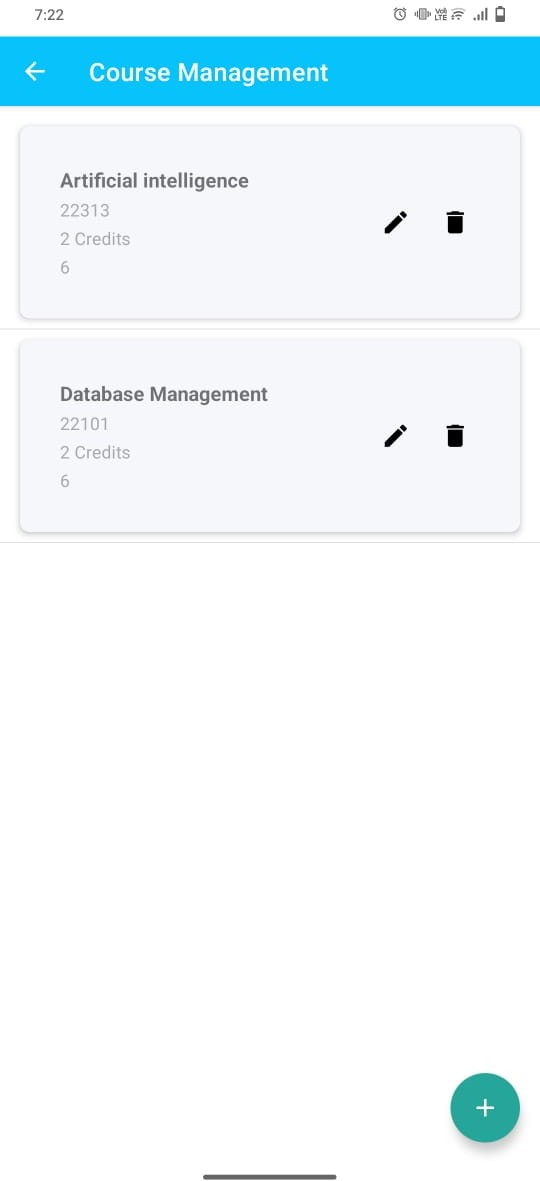 7:22
Course Management
Artificial intelligence
22313
2 Credits
6
Database Management
22101
2 Credits
6